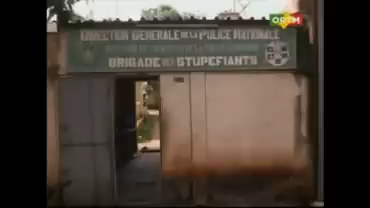 ORTM
DIRECTION GENERALE DE LA POLICE NATIONALE
BRIGADE DES STUPEFIANTS